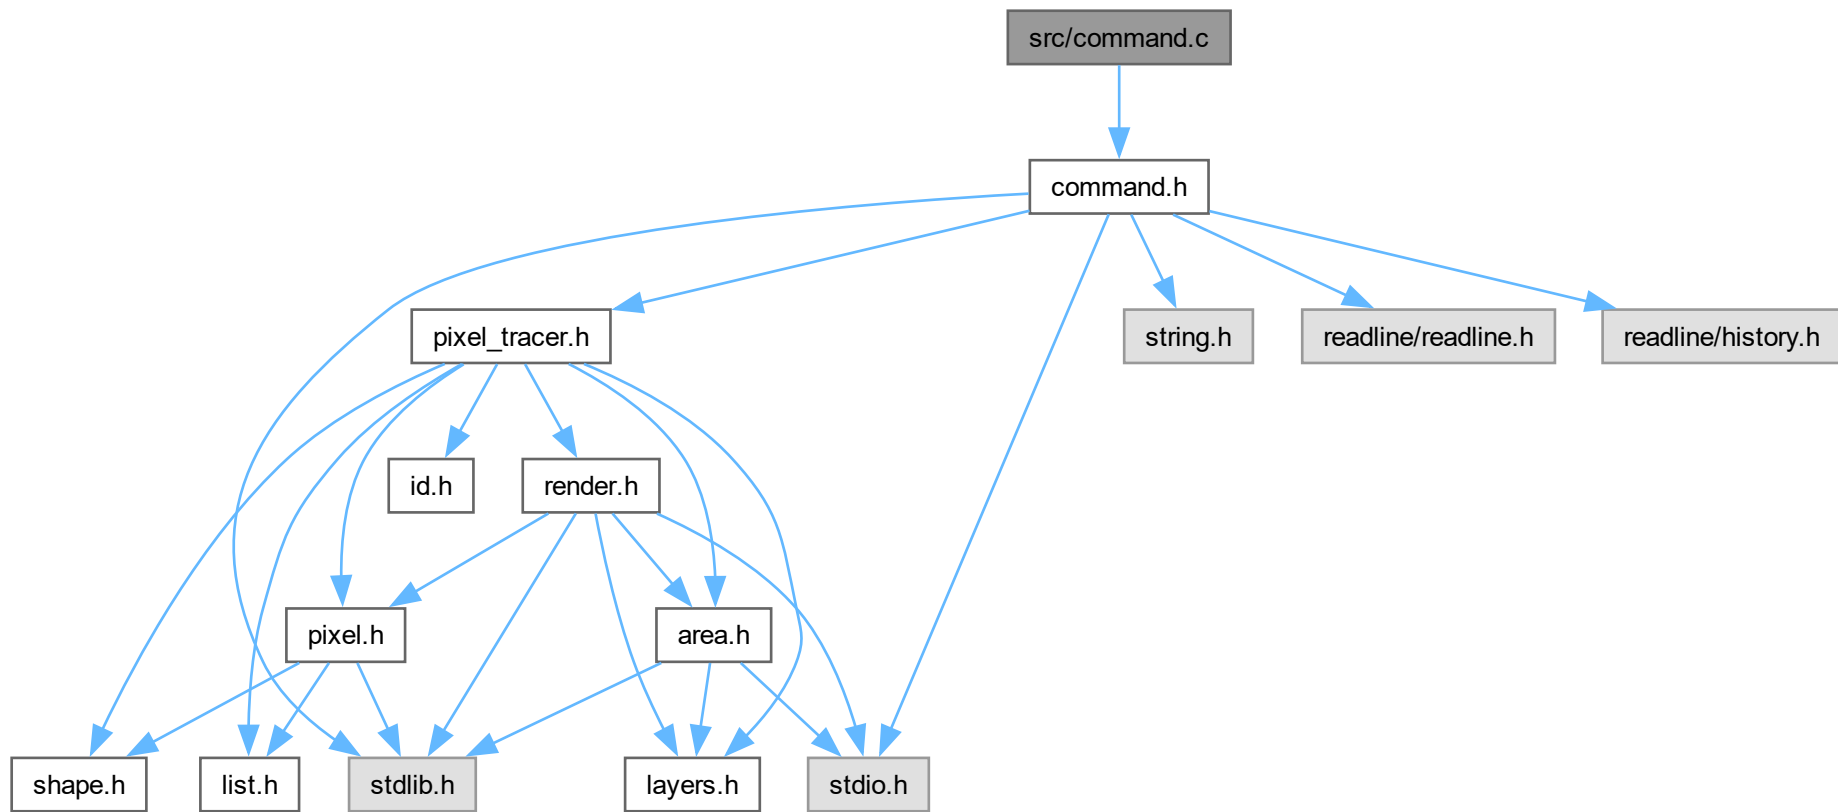 src/command.c
command.h
pixel_tracer.h
string.h
readline/readline.h
readline/history.h
id.h
render.h
pixel.h
area.h
shape.h
list.h
stdlib.h
layers.h
stdio.h